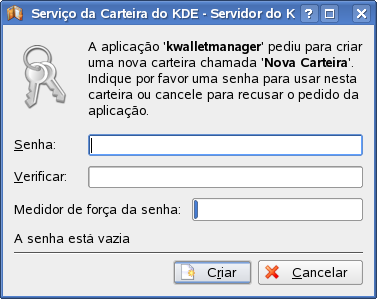 Serviço da Carteira do KDE - Servidor do K
A aplicação 'kwalletmanager' pediu para criar
uma nova carteira chamada 'Nova Carteira'.
Indique por favor uma senha para usar nesta
carteira ou cancele para recusar o pedido da
aplicação.
Senha:
Verificar:
Medidor de força da senha:
A senha está vazia
Criar Cancelar